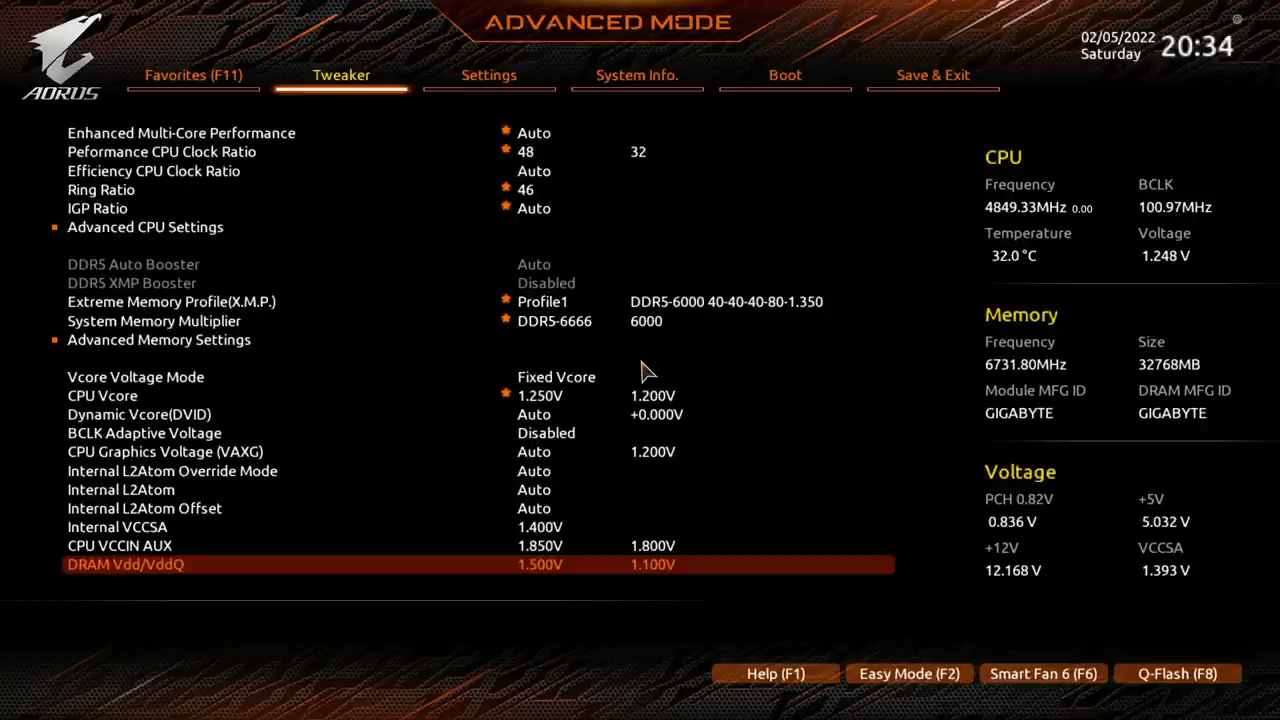 ADVANCED MODE
02/05/2022
Saturday
20:34
AORUS
Favorites (F11) Tweaker Settings System Info. Boot Save & Exit
Enhanced Multi-Core Performance Auto
Peformance CPU Clock Ratio 48 32
Efficiency CPU Clock Ratio Auto
Ring Ratio 46
IGP Ratio Auto
Advanced CPU Settings
DDR5 Auto Booster Auto
DDR5 XMP Booster Disabled
Extreme Memory Profile(X.M.P.) Profile1 DDR5-6000 40-40-40-80-1.350
System Memory Multiplier DDR5-6666 6000
Advanced Memory Settings
Vcore Voltage Mode Fixed Vcore
CPU Vcore 1.250V 1.200V
Dynamic Vcore(DVID) Auto +0.000V
BCLK Adaptive Voltage Disabled
CPU Graphics Voltage (VAXG) Auto 1.200V
Internal L2Atom Override Mode Auto
Internal L2Atom Auto
Internal L2Atom Offset Auto
Internal VCCSA 1.400V
CPU VCCIN AUX 1.850V 1.800V
DRAM Vdd/VddQ 1.500V 1.100V
CPU
Frequency BCLK
4849.33MHz 0.00 100.97MHz
Temperature Voltage
32.0 °C 1.248 V
Memory
Frequency Size
6731.80MHz 32768MB
Module MFG ID DRAM MFG ID
GIGABYTE GIGABYTE
Voltage
PCH 0.82V +5V
0.836 V 5.032 V
+12V VCCSA
12.168 V 1.393 V
Help (F1) Easy Mode (F2) Smart Fan 6 (F6) Q-Flash (F8)